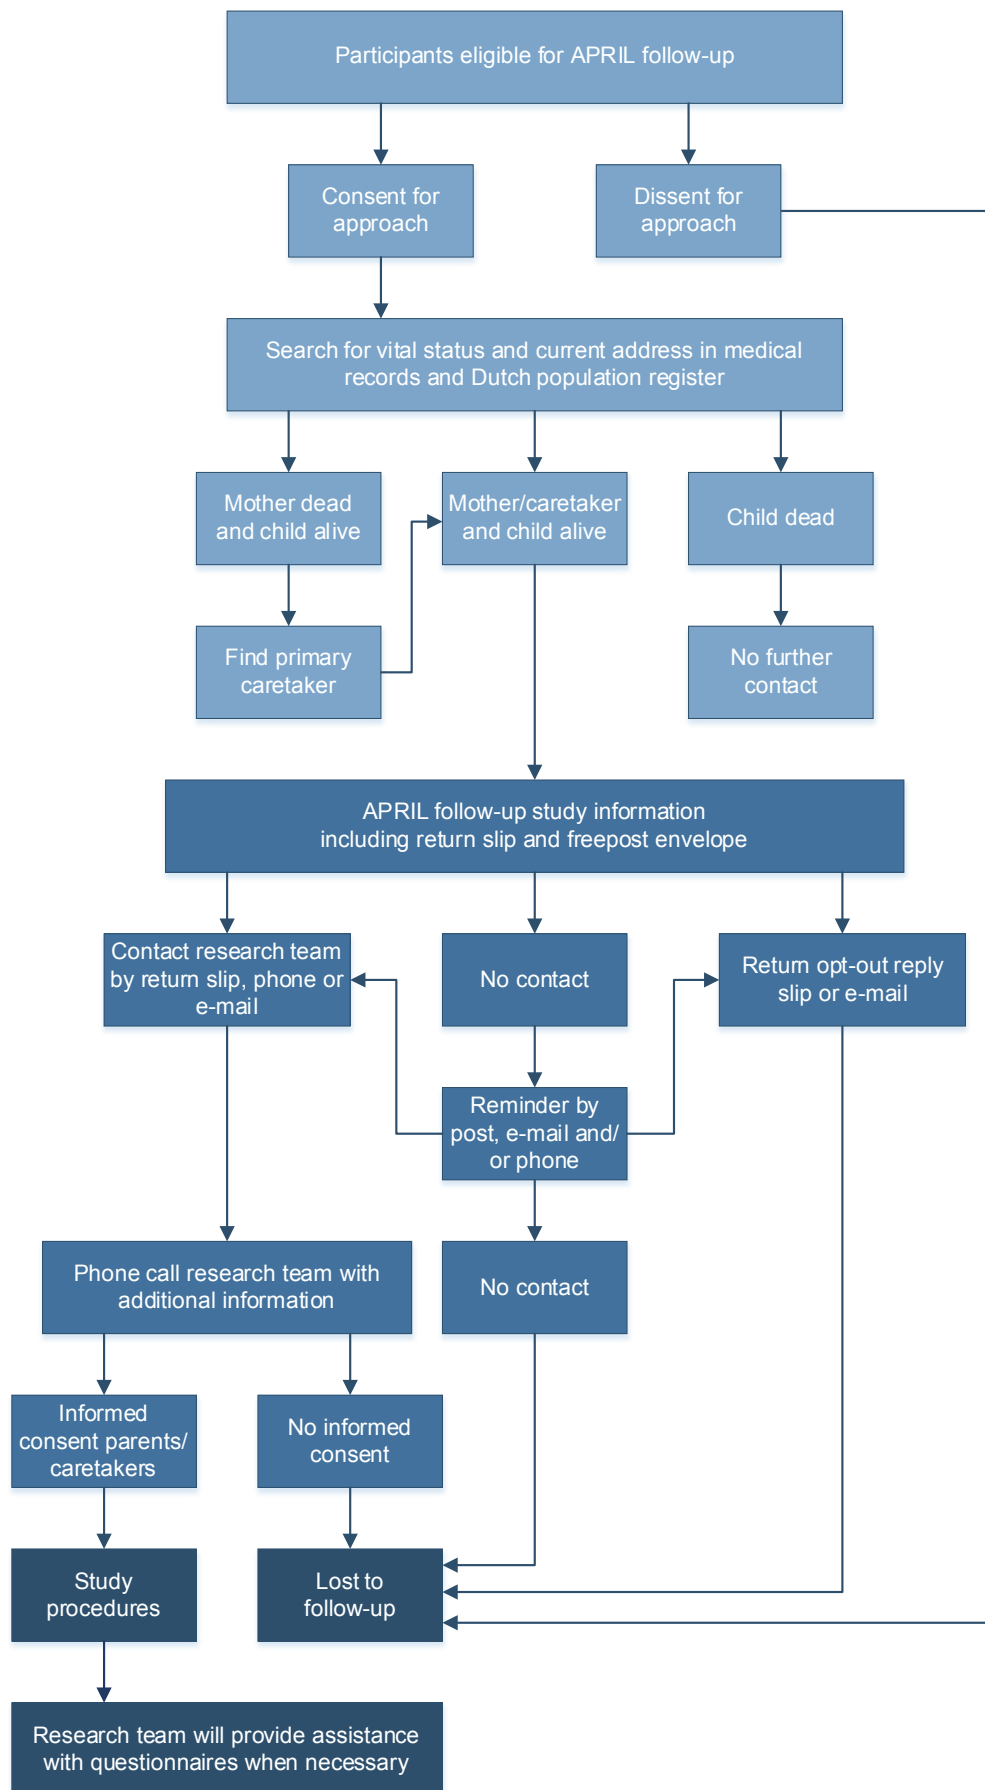 Participants eligible for APRIL follow-up
Consent for
approach
Dissent for
approach
Search for vital status and current address in medical
records and Dutch population register
Mother dead
and child alive
Mother/caretaker
and child alive
Child dead
Find primary
caretaker
No further
contact
APRIL follow-up study information
including return slip and freepost envelope
Contact research team
by return slip, phone or
e-mail
No contact
Return opt-out reply
slip or e-mail
Reminder by
post, e-mail and/
or phone
Phone call research team with
additional information
No contact
Informed
consent parents/
caretakers
No informed
consent
Study
procedures
Lost to
follow-up
Research team will provide assistance
with questionnaires when necessary